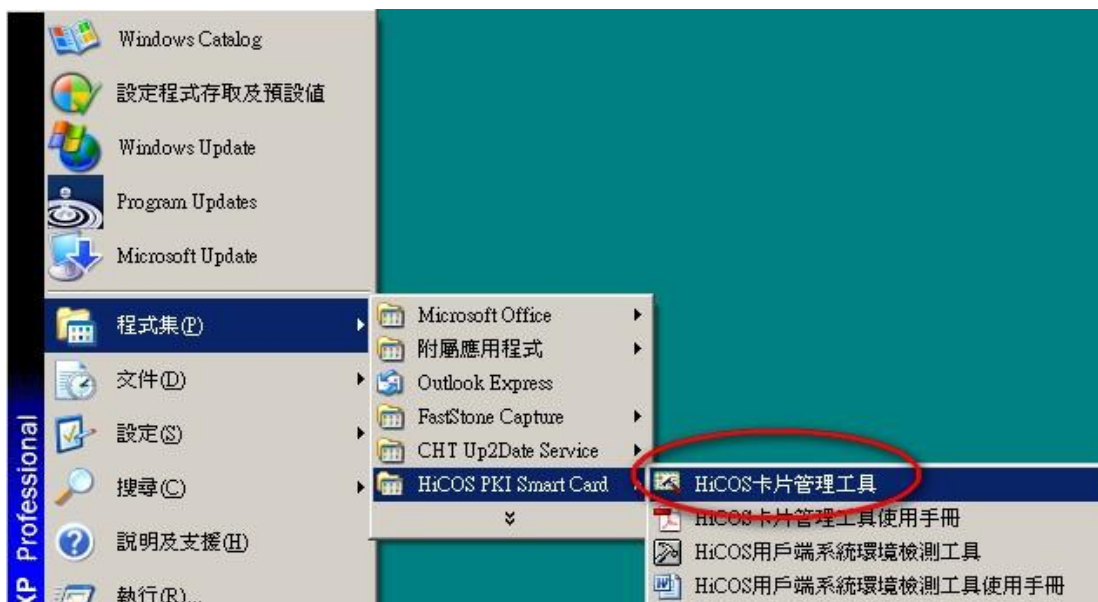 Windows Catalog
設定程式存取及預設值
Windows Update
Program Updates
Microsoft Update
程式集(P)
文件(D)
設定(S)
搜尋(C)
說明及支援(H)
執行(R)...
XP Professional
Microsoft Office
附屬應用程式
Outlook Express
FastStone Capture
CHT Up2Date Service
HiCOS PKI Smart Card
HiCOS卡片管理工具
HiCOS卡片管理工具使用手冊
HiCOS用戶端系統環境檢測工具
HiCOS用戶端系統環境檢測工具使用手冊